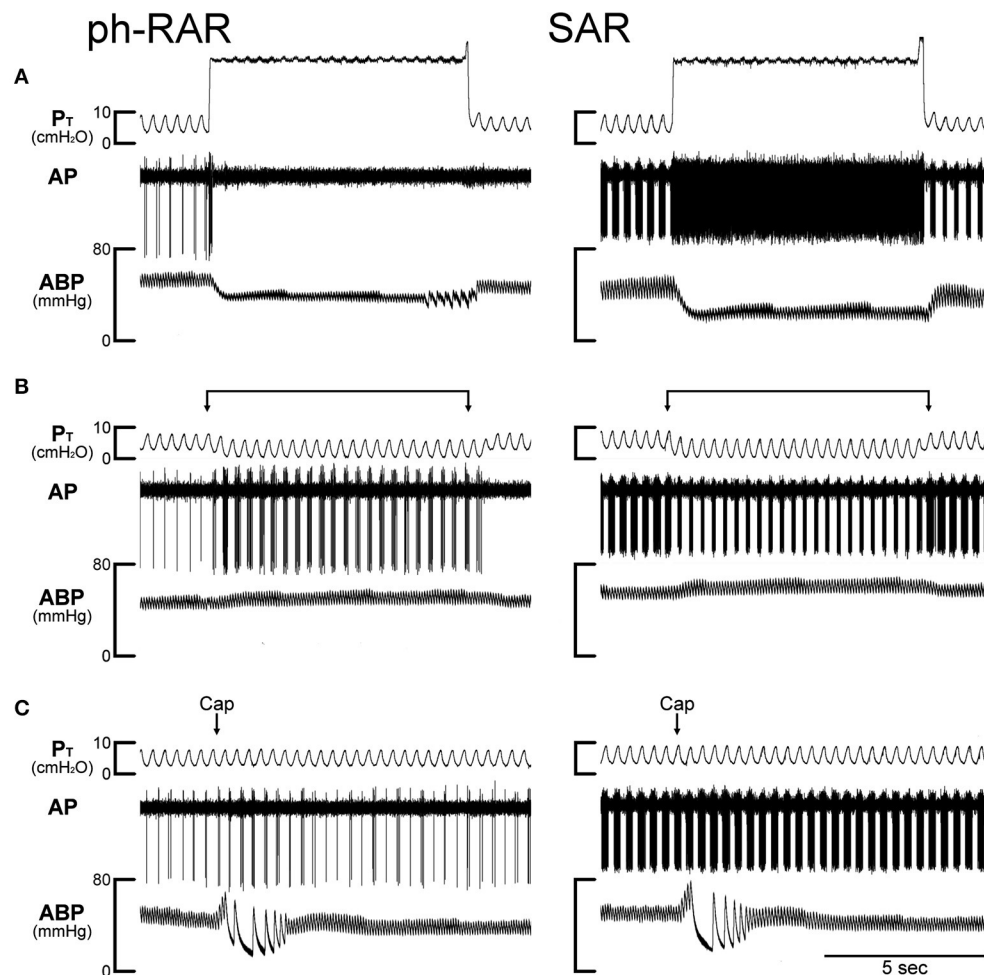 ph-RAR SAR
A
PT 10
(cmH₂O) 0
AP
80
ABP
(mmHg)
0
B
PT 10
(cmH₂O) 0
AP
80
ABP
(mmHg)
0
C
Cap Cap
PT 10
(cmH₂O) 0
AP
80
ABP
(mmHg)
0
5 sec